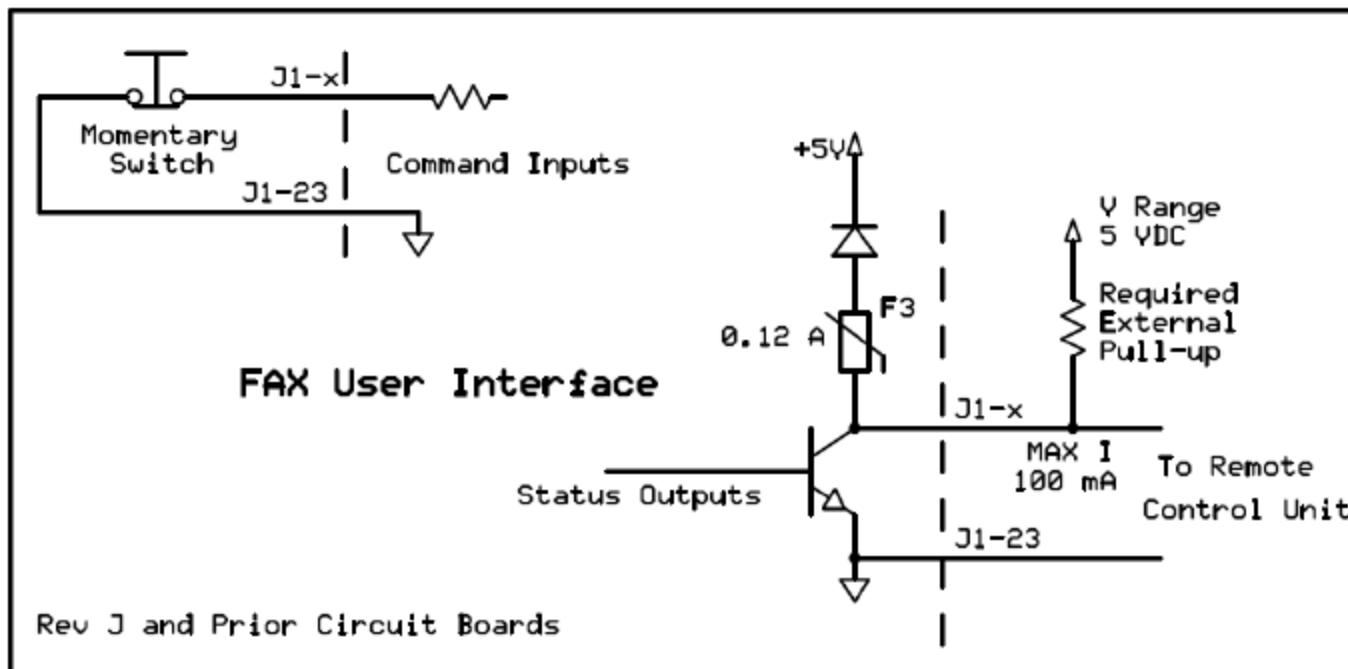 J1-x
Momentary
Switch
Command Inputs
J1-23
+5V
V Range
5 VDC
F3
0.12 A
Required
External
Pull-up
FAX User Interface
J1-x
MAX I
100 mA
To Remote
Control Unit
Status Outputs
J1-23
Rev J and Prior Circuit Boards